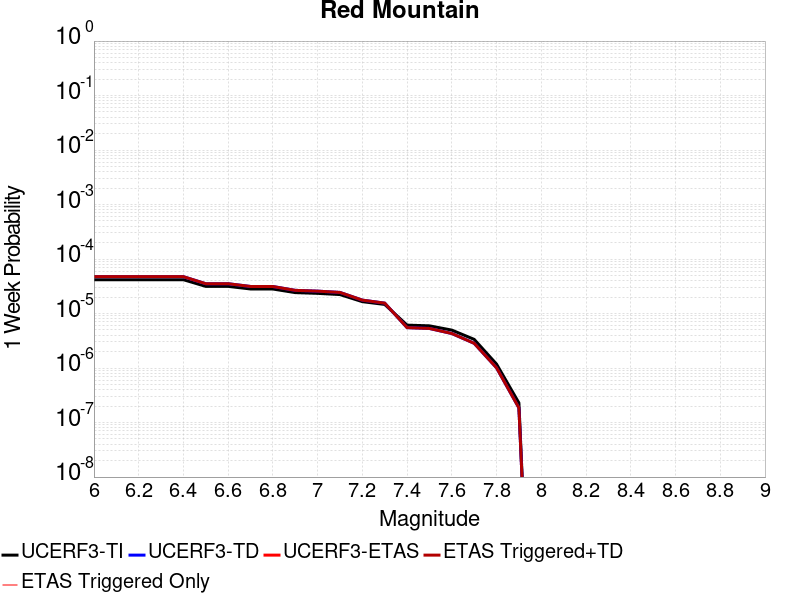 Red Mountain
10^0
10^-1
10^-2
10^-3
10^-4
10^-5
10^-6
10^-7
10^-8
1 Week Probability
6 6.2 6.4 6.6 6.8 7 7.2 7.4 7.6 7.8 8 8.2 8.4 8.6 8.8 9
Magnitude
UCERF3-TI UCERF3-TD UCERF3-ETAS ETAS Triggered+TD
ETAS Triggered Only